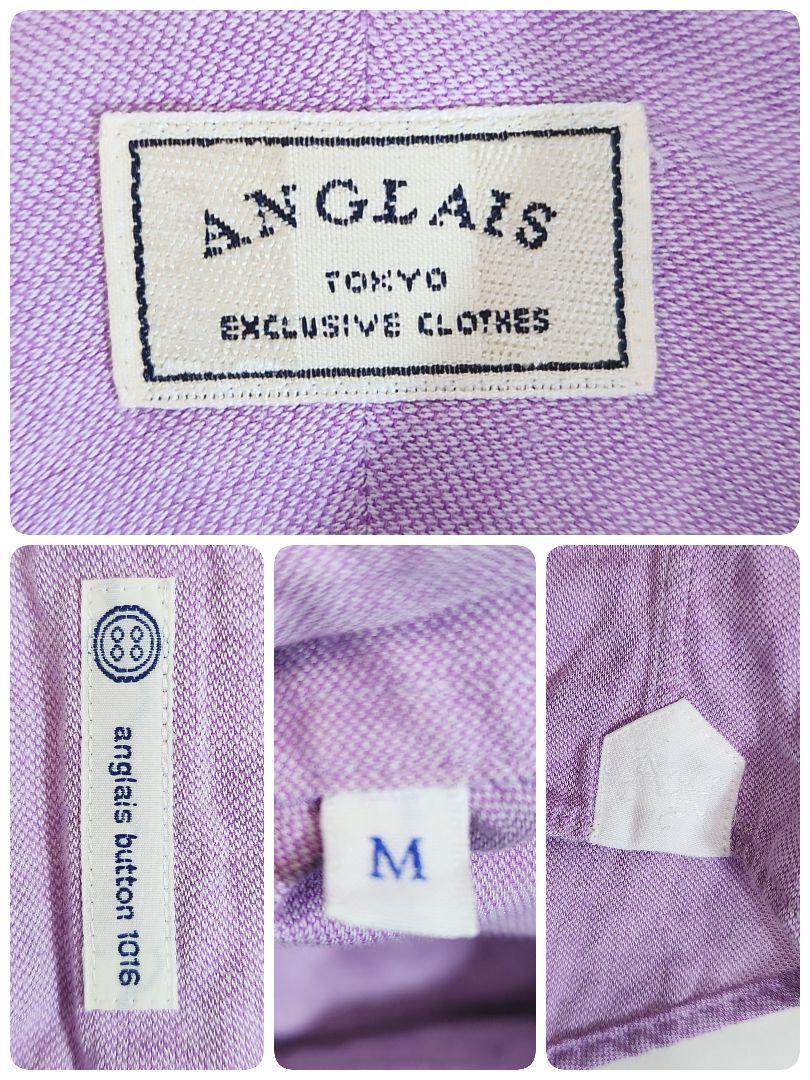 ANGLAIS
TOKYO
EXCLUSIVE CLOTHES
anglais button 1016
M